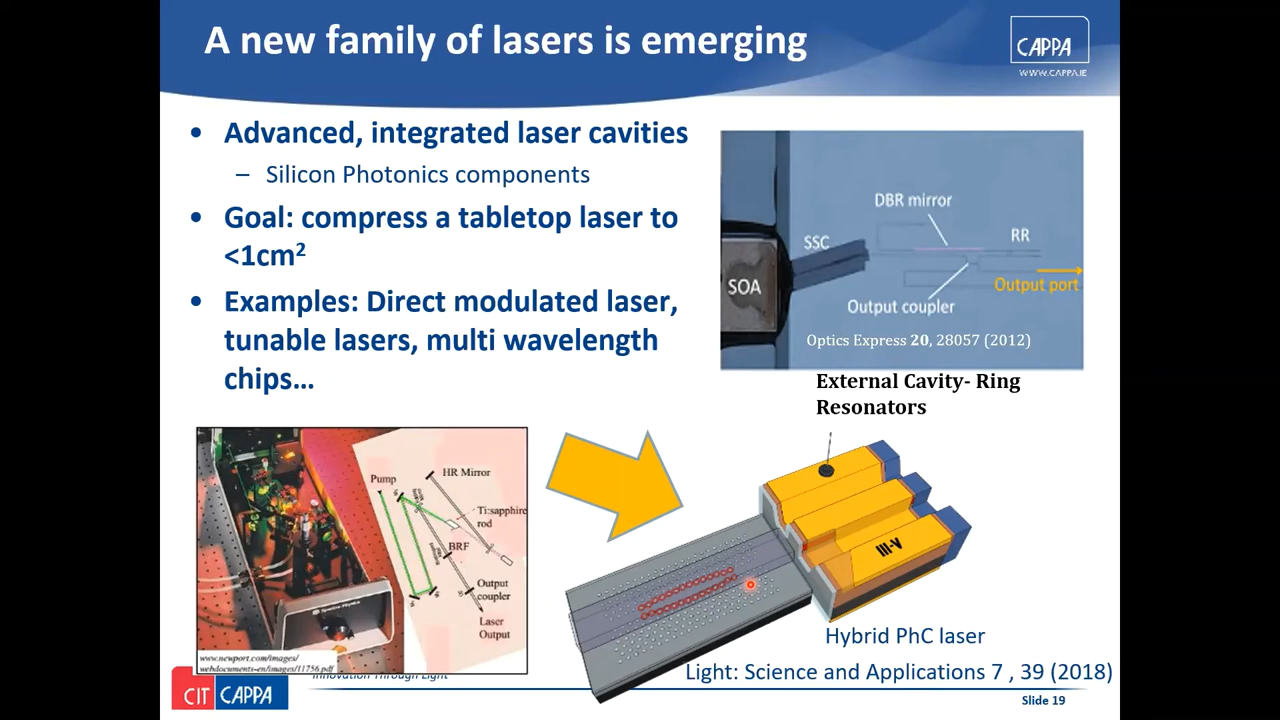 A new family of lasers is emerging
CAPPA
WWW.CAPPA.IE
• Advanced, integrated laser cavities
– Silicon Photonics components
• Goal: compress a tabletop laser to
<1cm²
• Examples: Direct modulated laser,
tunable lasers, multi wavelength
chips...
DBR mirror
SSC
RR
SOA
Output port
Output coupler
Optics Express 20, 28057 (2012)
External Cavity- Ring
Resonators
HR Mirror
Pump
Ti:sapphire
rod
BRF
Output
coupler
Laser
Output
www.newport.com/images/
webdocuments-en/images/11756.pdf
III-V
Hybrid PhC laser
Light: Science and Applications 7 , 39 (2018)
CIT CAPPA
Innovation Through Light
Slide 19